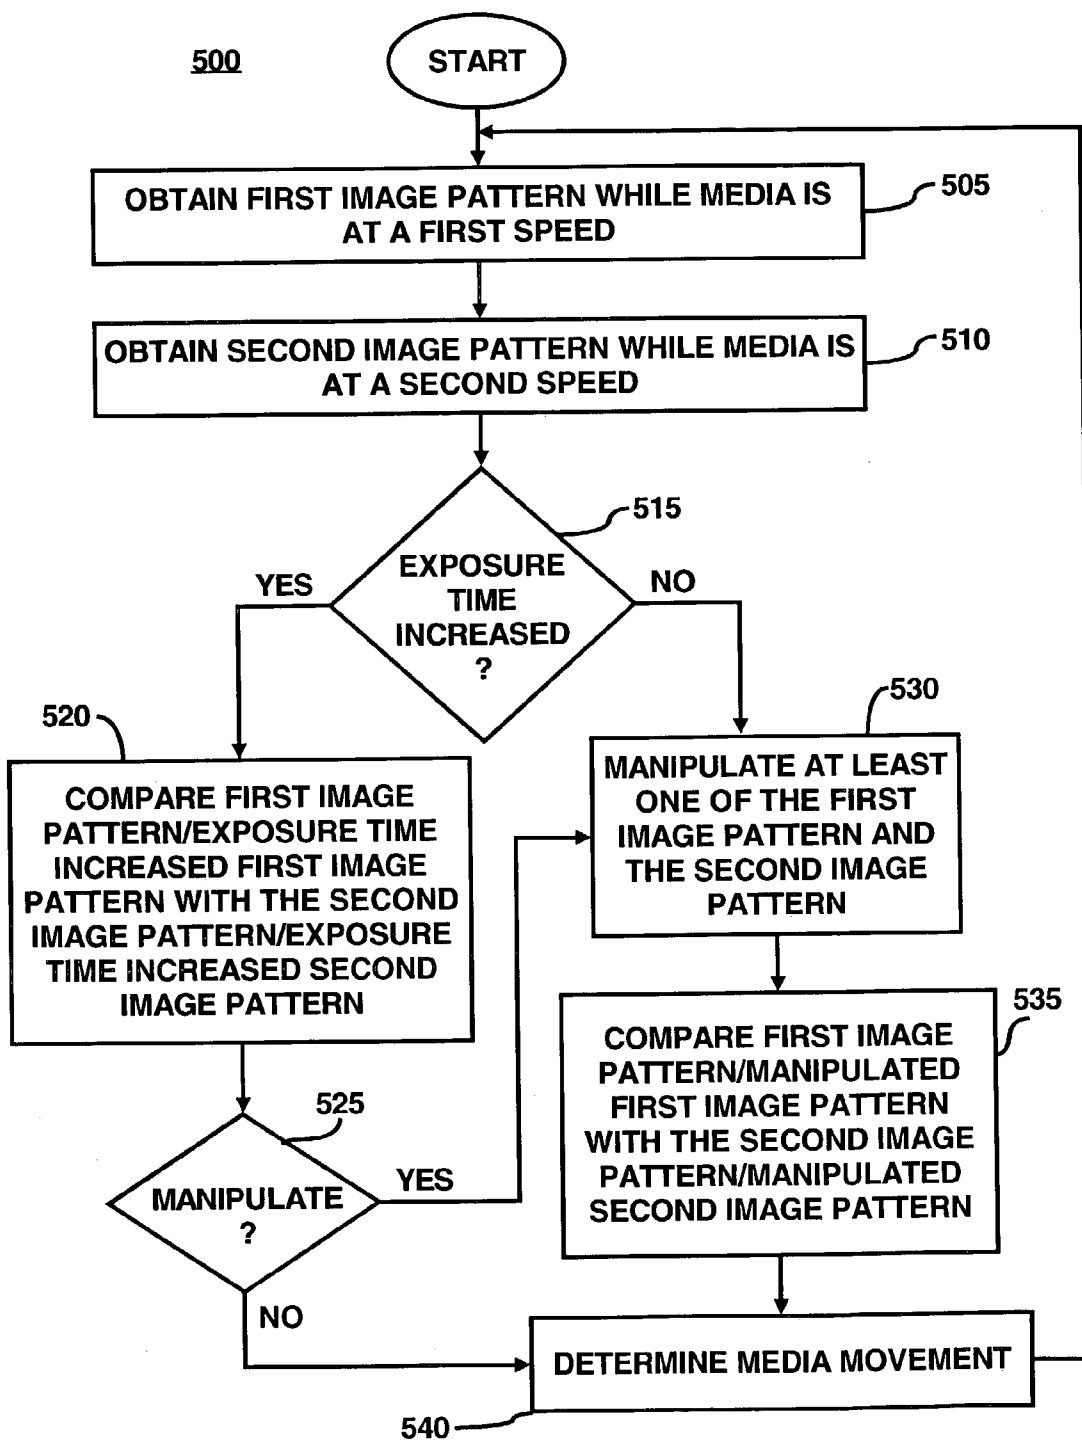 500
START
OBTAIN FIRST IMAGE PATTERN WHILE MEDIA IS
AT A FIRST SPEED
505
OBTAIN SECOND IMAGE PATTERN WHILE MEDIA IS
AT A SECOND SPEED
510
515
EXPOSURE
TIME
INCREASED
?
YES
NO
520
COMPARE FIRST IMAGE
PATTERN/EXPOSURE TIME
INCREASED FIRST IMAGE
PATTERN WITH THE SECOND
IMAGE PATTERN/EXPOSURE
TIME INCREASED SECOND
IMAGE PATTERN
530
MANIPULATE AT LEAST
ONE OF THE FIRST
IMAGE PATTERN AND
THE SECOND IMAGE
PATTERN
525
MANIPULATE
?
YES
NO
535
COMPARE FIRST IMAGE
PATTERN/MANIPULATED
FIRST IMAGE PATTERN
WITH THE SECOND IMAGE
PATTERN/MANIPULATED
SECOND IMAGE PATTERN
DETERMINE MEDIA MOVEMENT
540